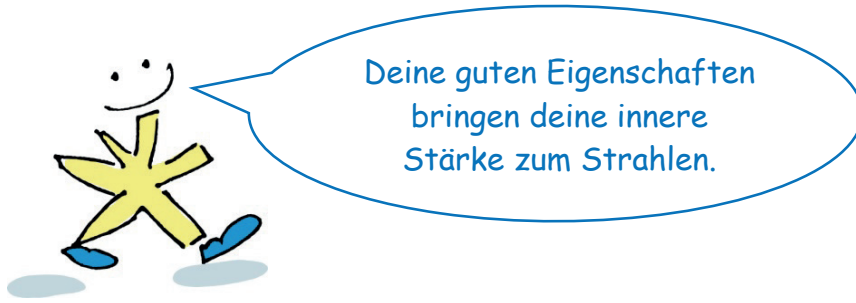 Deine guten Eigenschaften
bringen deine innere
Stärke zum Strahlen.